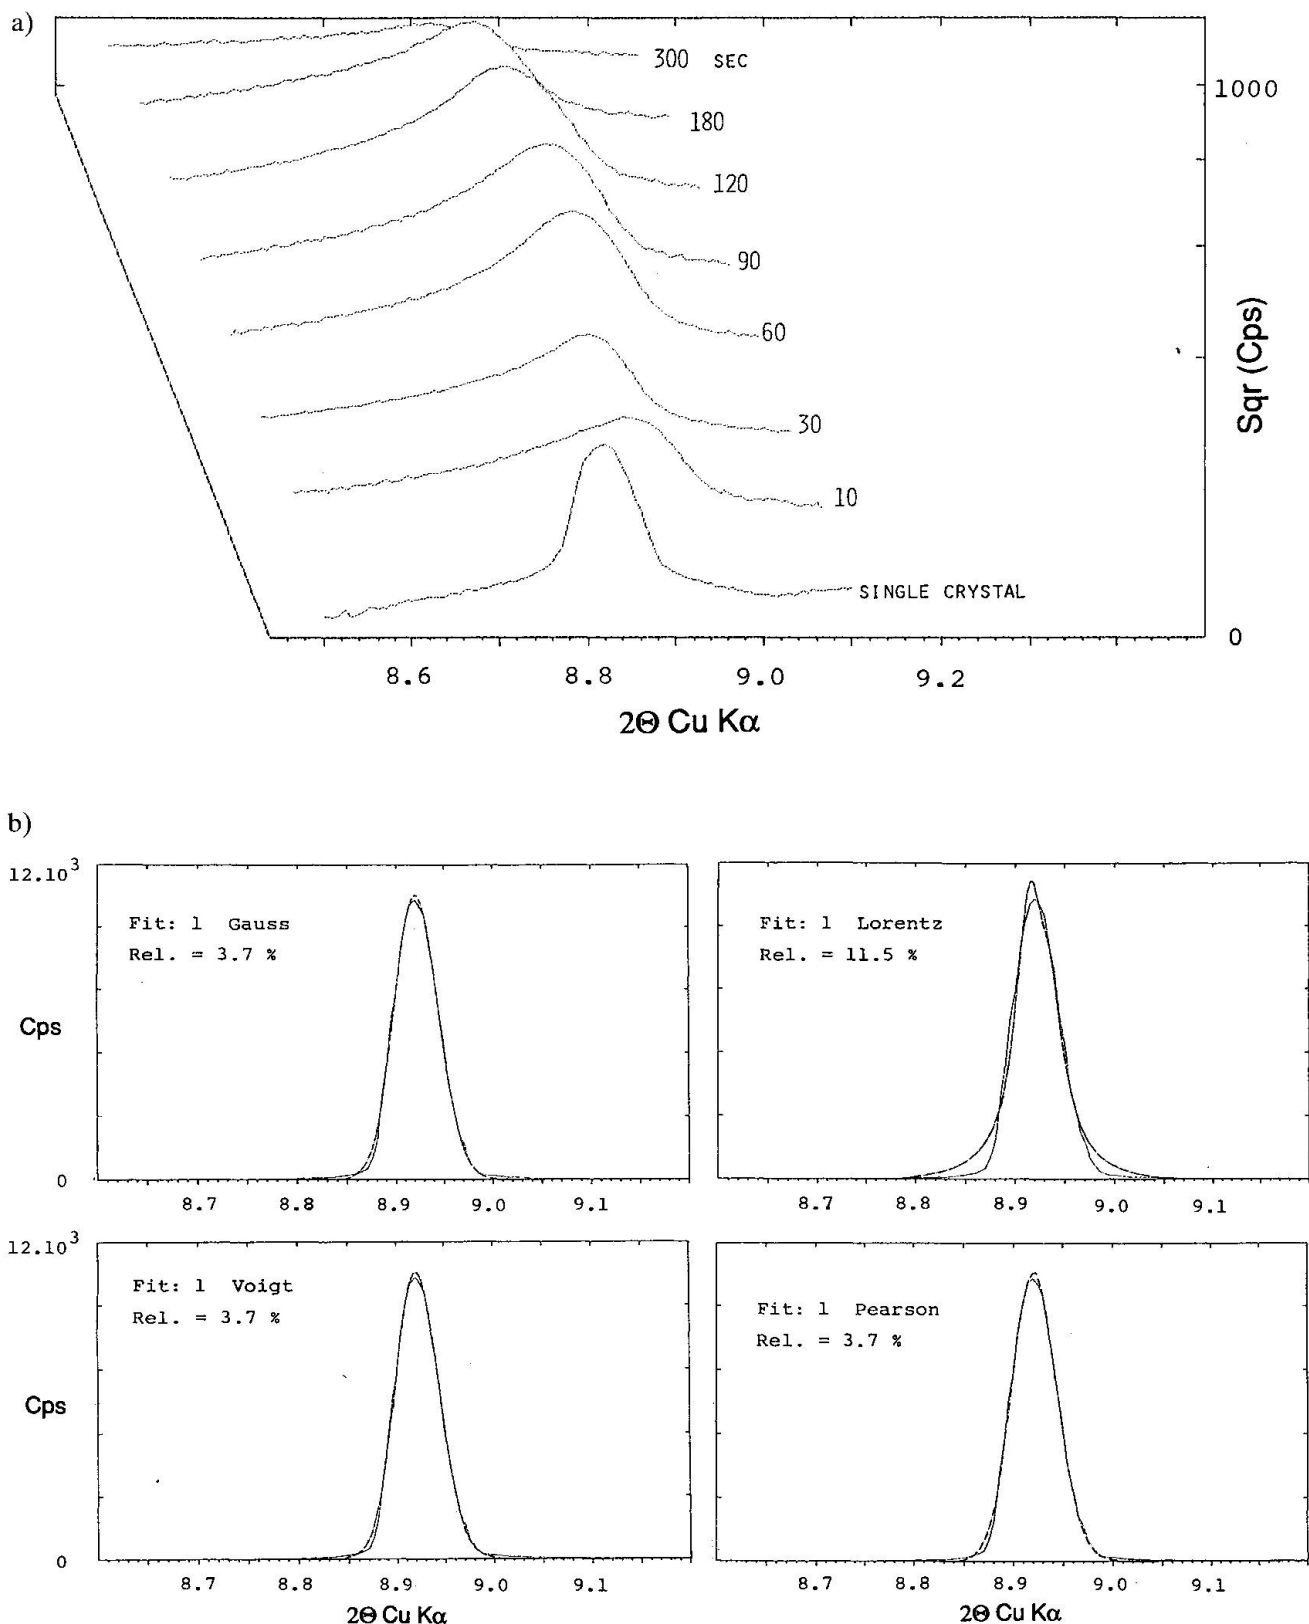 a)
300 SEC
1000
180
120
90
60
Sqr (Cps)
30
10
SINGLE CRYSTAL
0
8.6 8.8 9.0 9.2
2Θ Cu Kα
b)
12.10³
Fit: 1 Gauss
Rel. = 3.7 %
Cps
0
8.7 8.8 8.9 9.0 9.1
Fit: 1 Lorentz
Rel. = 11.5 %
8.7 8.8 8.9 9.0 9.1
12.10³
Fit: 1 Voigt
Rel. = 3.7 %
Cps
0
8.7 8.8 8.9 9.0 9.1
2Θ Cu Kα
Fit: 1 Pearson
Rel. = 3.7 %
8.7 8.8 8.9 9.0 9.1
2Θ Cu Kα